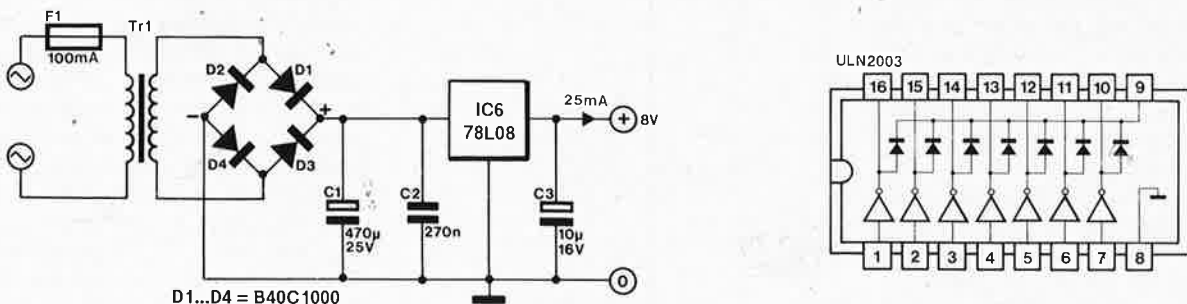 F1
100mA
Tr1
D2
D1
D4
D3
-
+
C1
470µ
25V
C2
270n
IC6
78L08
C3
10µ
16V
25mA
+
8V
0
D1...D4 = B40C1000
ULN2003
16 15 14 13 12 11 10 9
1 2 3 4 5 6 7 8